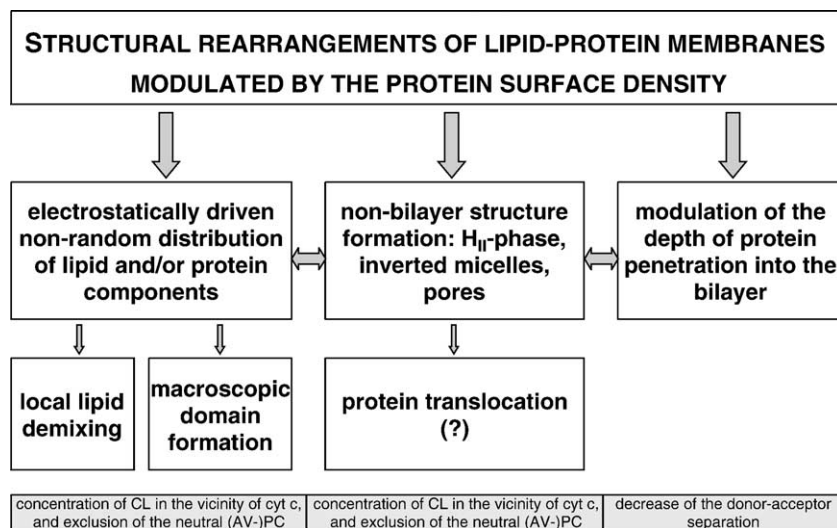 STRUCTURAL REARRANGEMENTS OF LIPID-PROTEIN MEMBRANES
MODULATED BY THE PROTEIN SURFACE DENSITY
electrostatically driven
non-random distribution
of lipid and/or protein
components
non-bilayer structure
formation: HII-phase,
inverted micelles,
pores
modulation of the
depth of protein
penetration into the
bilayer
local lipid
demixing
macroscopic
domain
formation
protein translocation
(?)
concentration of CL in the vicinity of cyt c,
and exclusion of the neutral (AV-)PC
concentration of CL in the vicinity of cyt c,
and exclusion of the neutral (AV-)PC
decrease of the donor-acceptor
separation